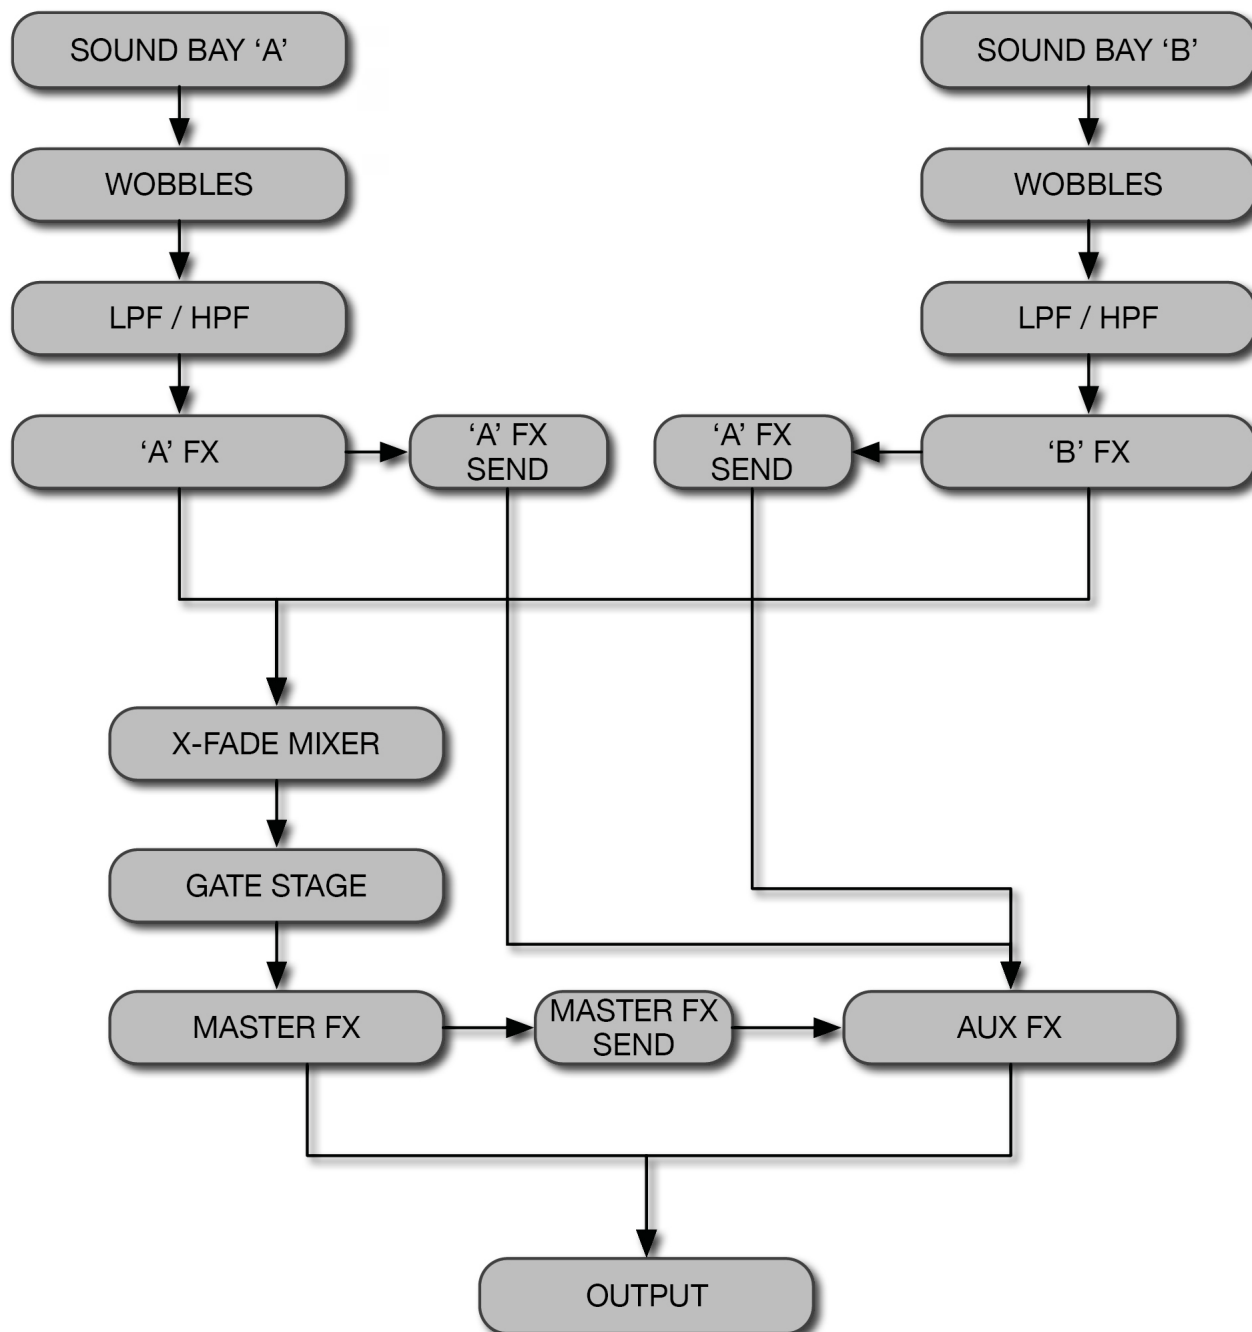 SOUND BAY ‘A’
SOUND BAY ‘B’
WOBBLES
WOBBLES
LPF / HPF
LPF / HPF
‘A’ FX
‘A’ FX
SEND
‘A’ FX
SEND
‘B’ FX
X-FADE MIXER
GATE STAGE
MASTER FX
MASTER FX
SEND
AUX FX
OUTPUT